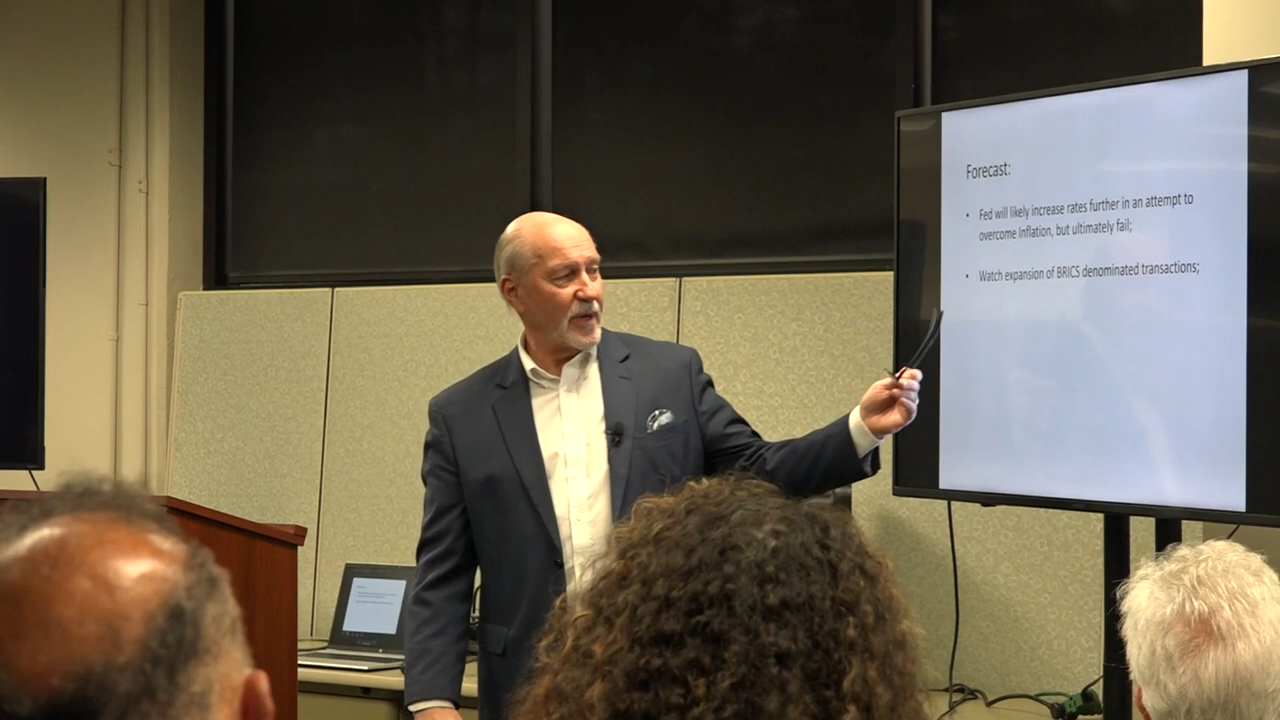 Forecast:
• Fed will likely increase rates further in an attempt to
overcome Inflation, but ultimately fail;
• Watch expansion of BRICS denominated transactions;